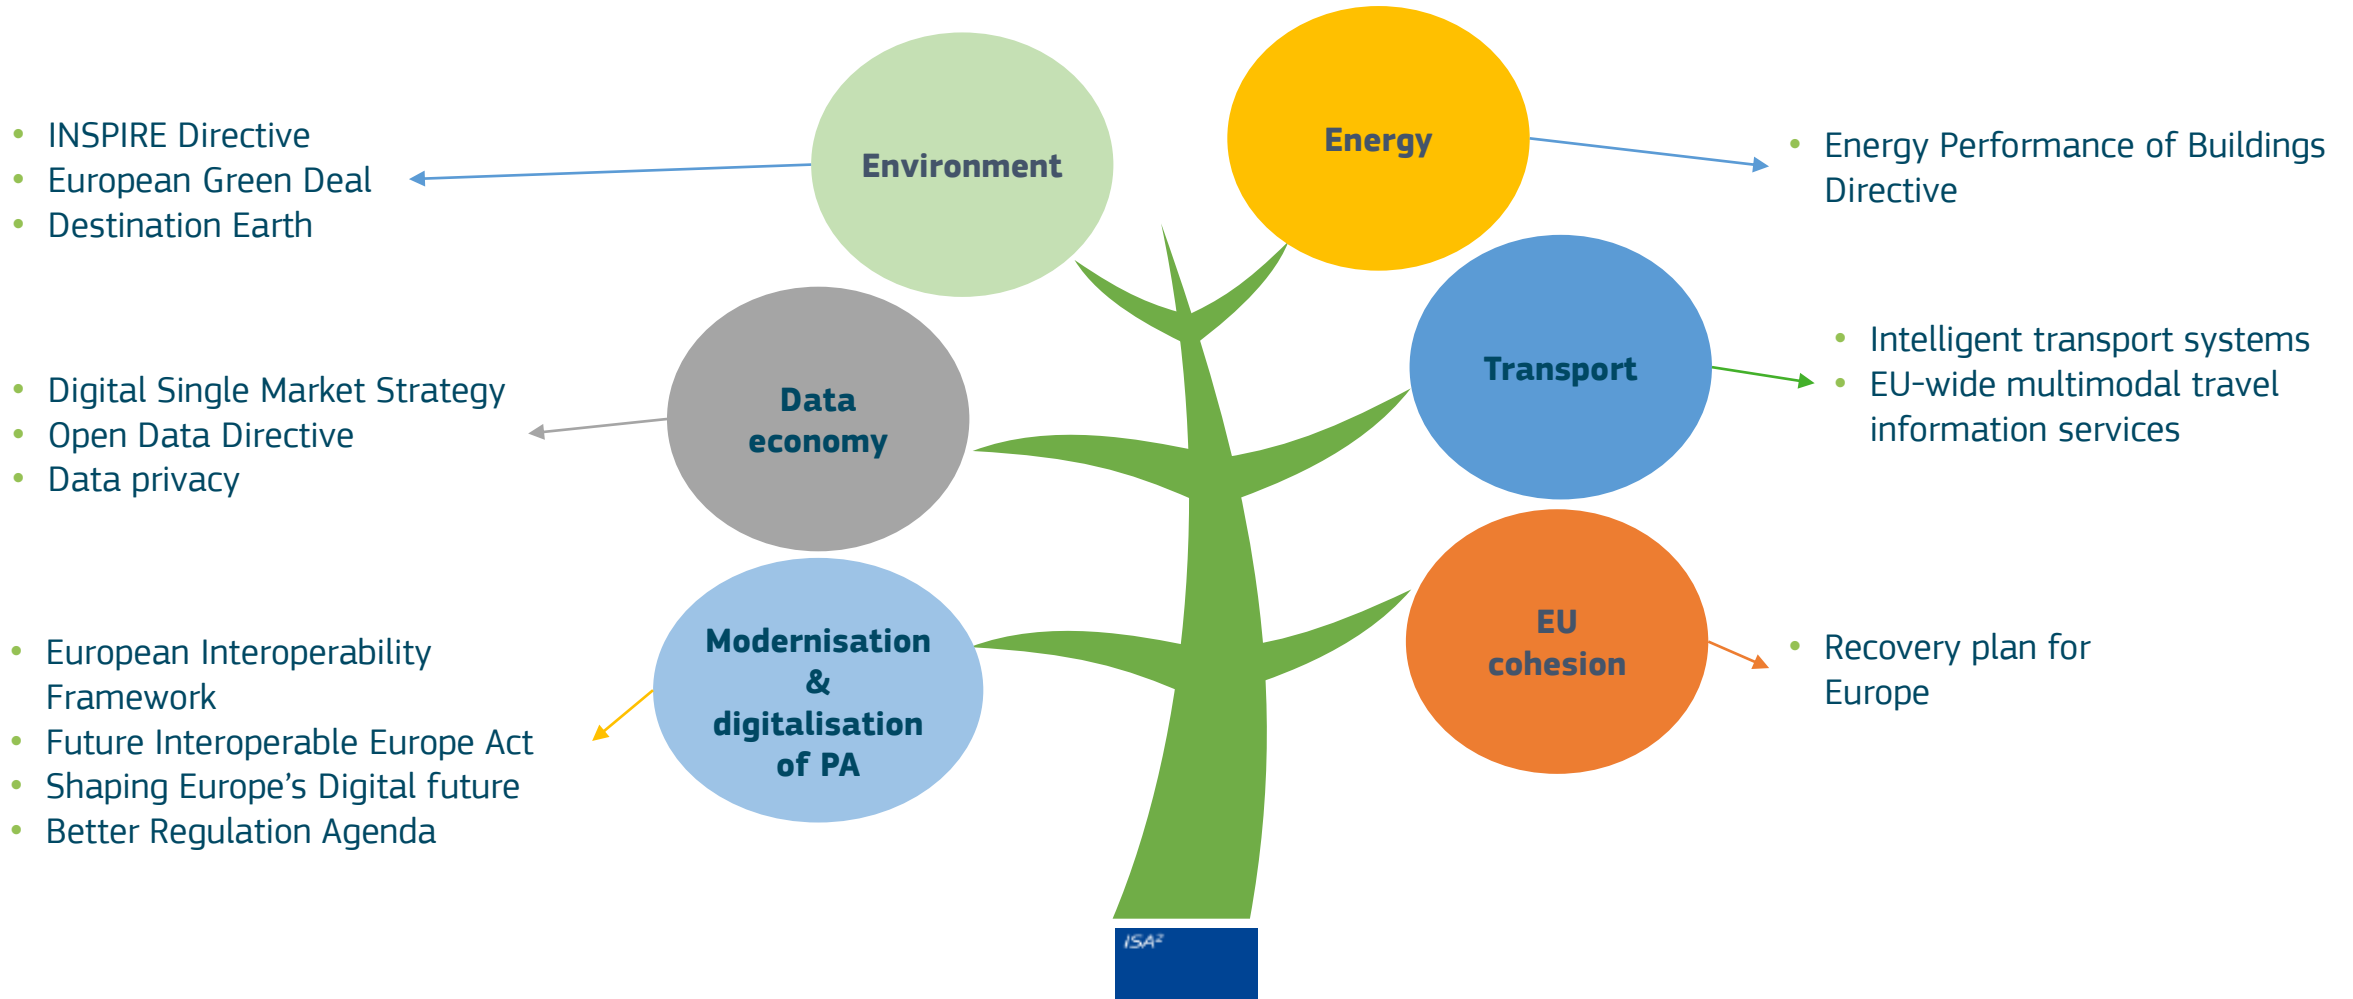 Environment
• INSPIRE Directive
• European Green Deal
• Destination Earth
Data
economy
• Digital Single Market Strategy
• Open Data Directive
• Data privacy
Modernisation
&
digitalisation
of PA
• European Interoperability
Framework
• Future Interoperable Europe Act
• Shaping Europe’s Digital future
• Better Regulation Agenda
Energy
• Energy Performance of Buildings
Directive
Transport
• Intelligent transport systems
• EU-wide multimodal travel
information services
EU
cohesion
• Recovery plan for
Europe
ISA²